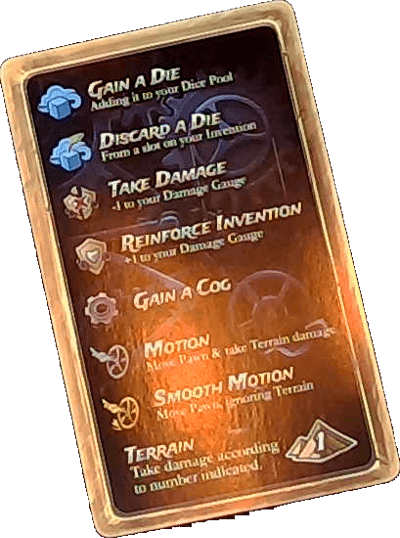 GAIN A DIE
Adding it to your Dice Pool
DISCARD A DIE
From a slot on your Invention
TAKE DAMAGE
-1 to your Damage Gauge
REINFORCE INVENTION
+1 to your Damage Gauge
GAIN A COG
MOTION
Move Pawn & take Terrain damage
SMOOTH MOTION
Move Pawn, ignoring Terrain
TERRAIN
Take damage according
to number indicated.
1